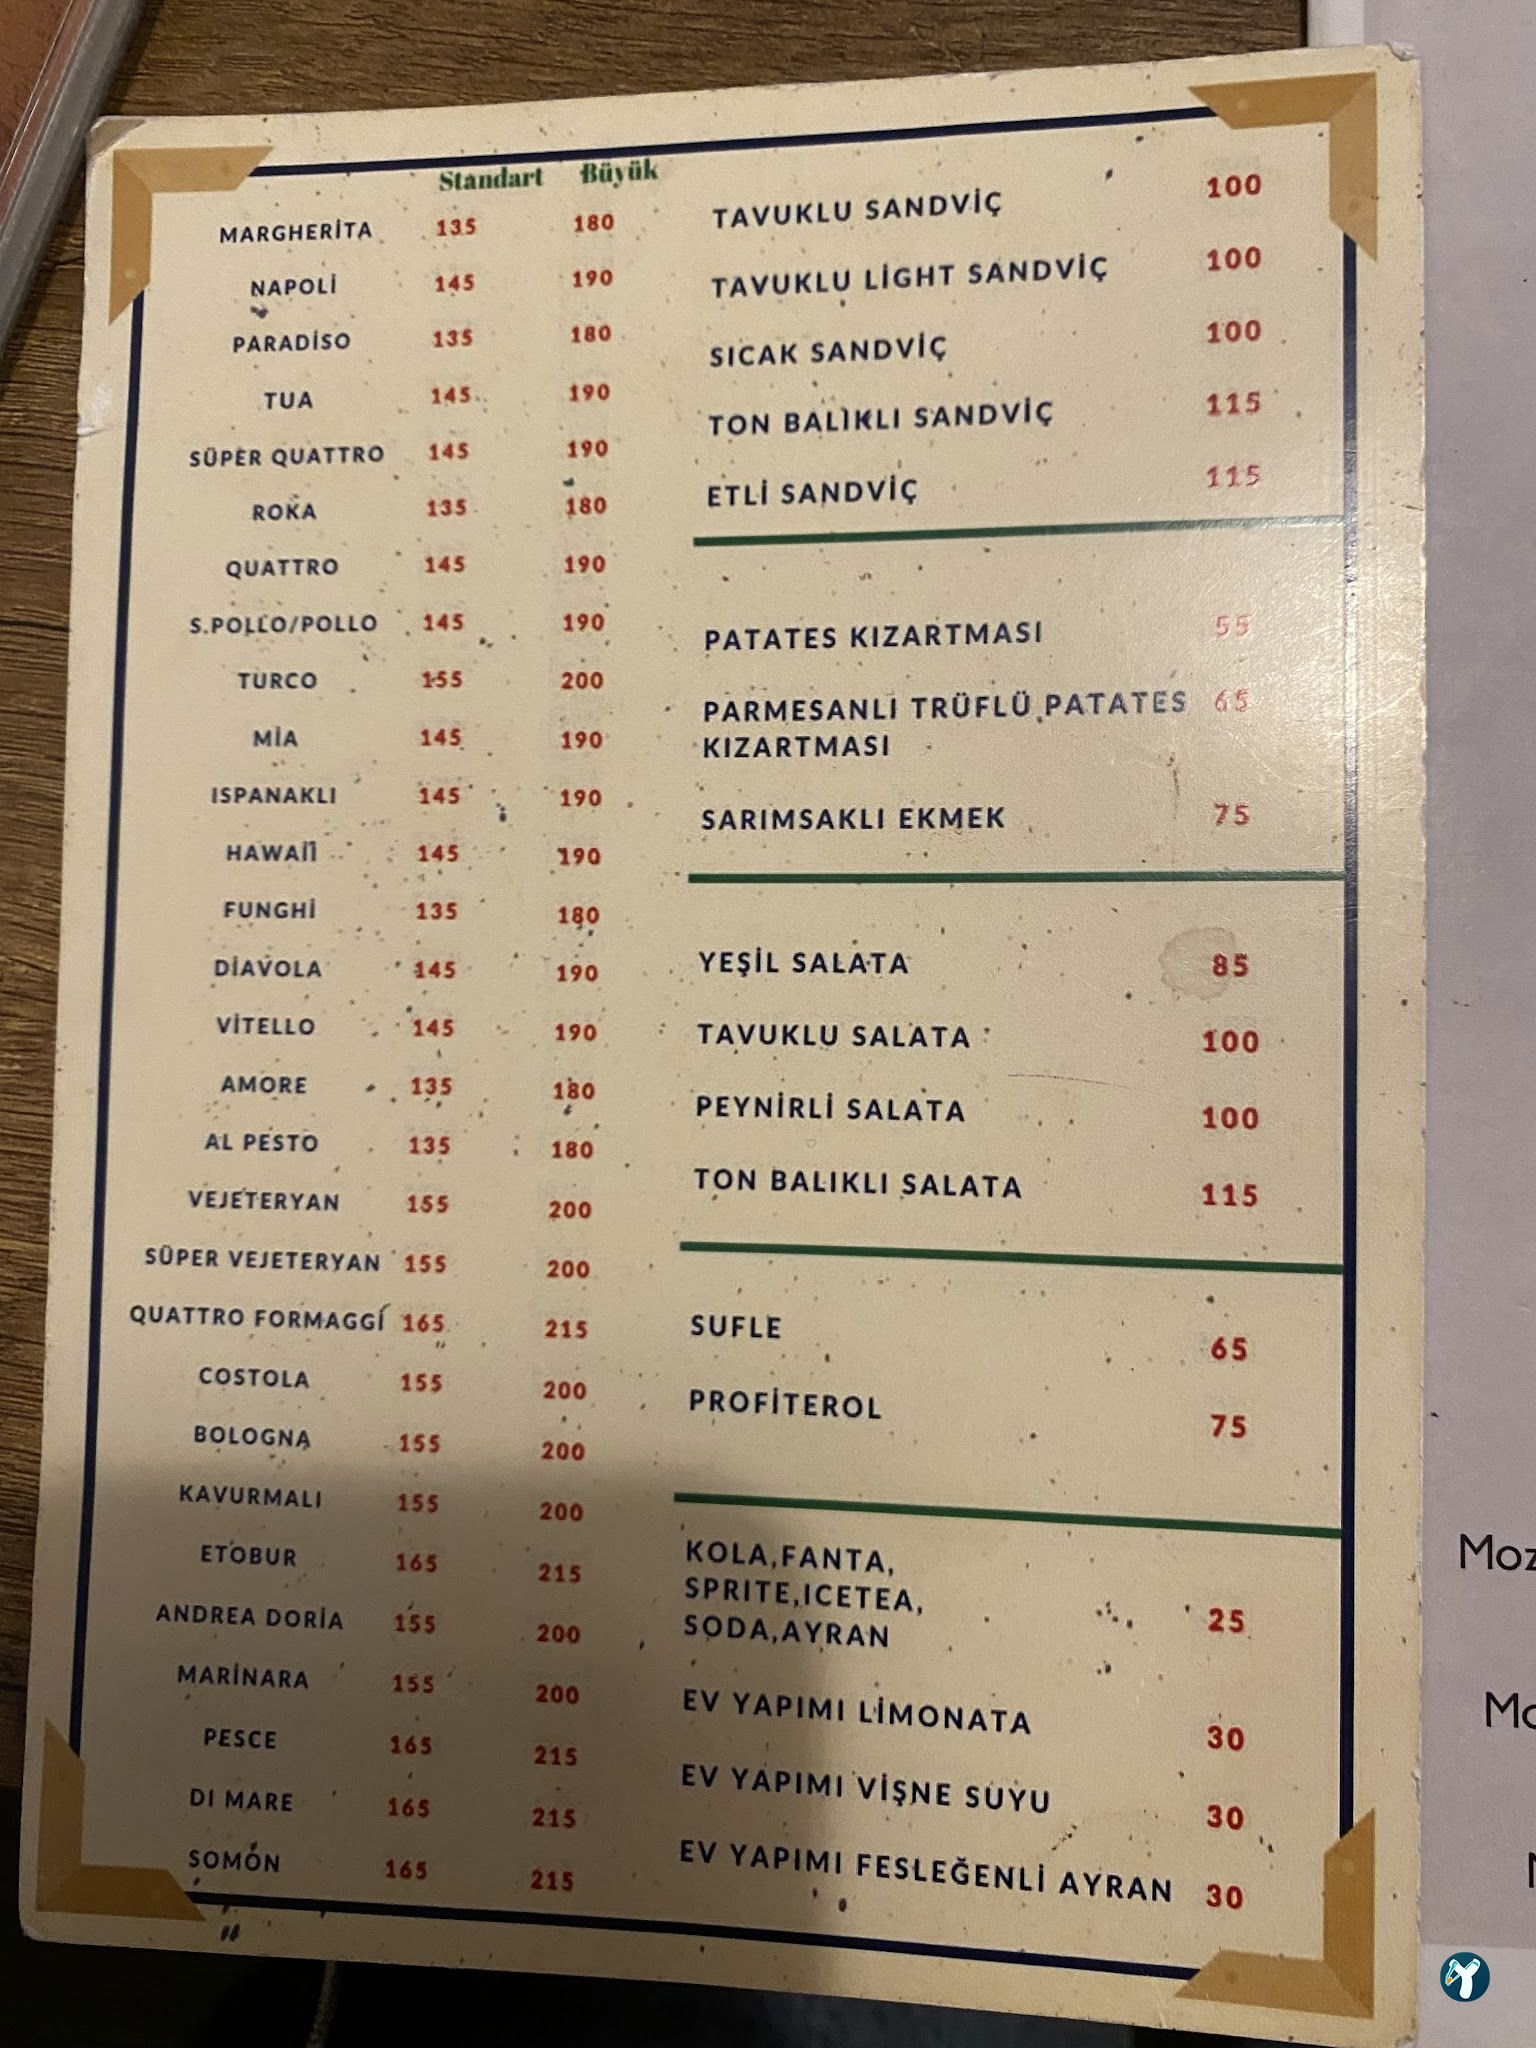 Standart Büyük
MARGHERİTA 135 180
NAPOLİ 145 190
PARADİSO 135 180
TUA 145 190
SÜPER QUATTRO 145 190
ROKA 135 180
QUATTRO 145 190
S.POLLO/POLLO 145 190
TURCO 155 200
MİA 145 190
ISPANAKLI 145 190
HAWAİİ 145 190
FUNGHİ 135 180
DİAVOLA 145 190
VİTELLO 145 190
AMORE 135 180
AL PESTO 135 180
VEJETERYAN 155 200
SÜPER VEJETERYAN 155 200
QUATTRO FORMAGGİ 165 215
COSTOLA 155 200
BOLOGNA 155 200
KAVURMALI 155 200
ETOBUR 165 215
ANDREA DORİA 155 200
MARİNARA 155 200
PESCE 165 215
DI MARE 165 215
SOMON 165 215
TAVUKLU SANDVİÇ 100
TAVUKLU LİGHT SANDVİÇ 100
SICAK SANDVİÇ 100
TON BALIKLI SANDVİÇ 115
ETLİ SANDVİÇ 115
PATATES KIZARTMASI 55
PARMESANLI TRÜFLÜ PATATES 65
KIZARTMASI
SARIMSAKLI EKMEK 75
YEŞİL SALATA 85
TAVUKLU SALATA 100
PEYNİRLİ SALATA 100
TON BALIKLI SALATA 115
SUFLE 65
PROFİTEROL 75
KOLA,FANTA,
SPRITE,ICETEA, 25
SODA,AYRAN
EV YAPIMI LİMONATA 30
EV YAPIMI VİŞNE SUYU 30
EV YAPIMI FESLEĞENLİ AYRAN 30